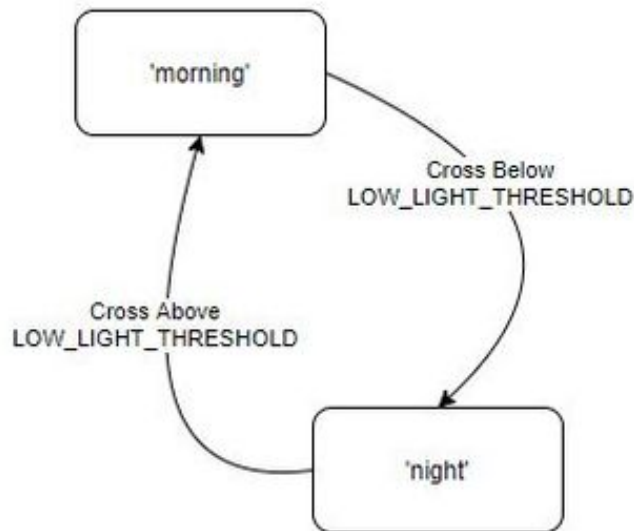 'morning'
Cross Below
LOW_LIGHT_THRESHOLD
Cross Above
LOW_LIGHT_THRESHOLD
'night'